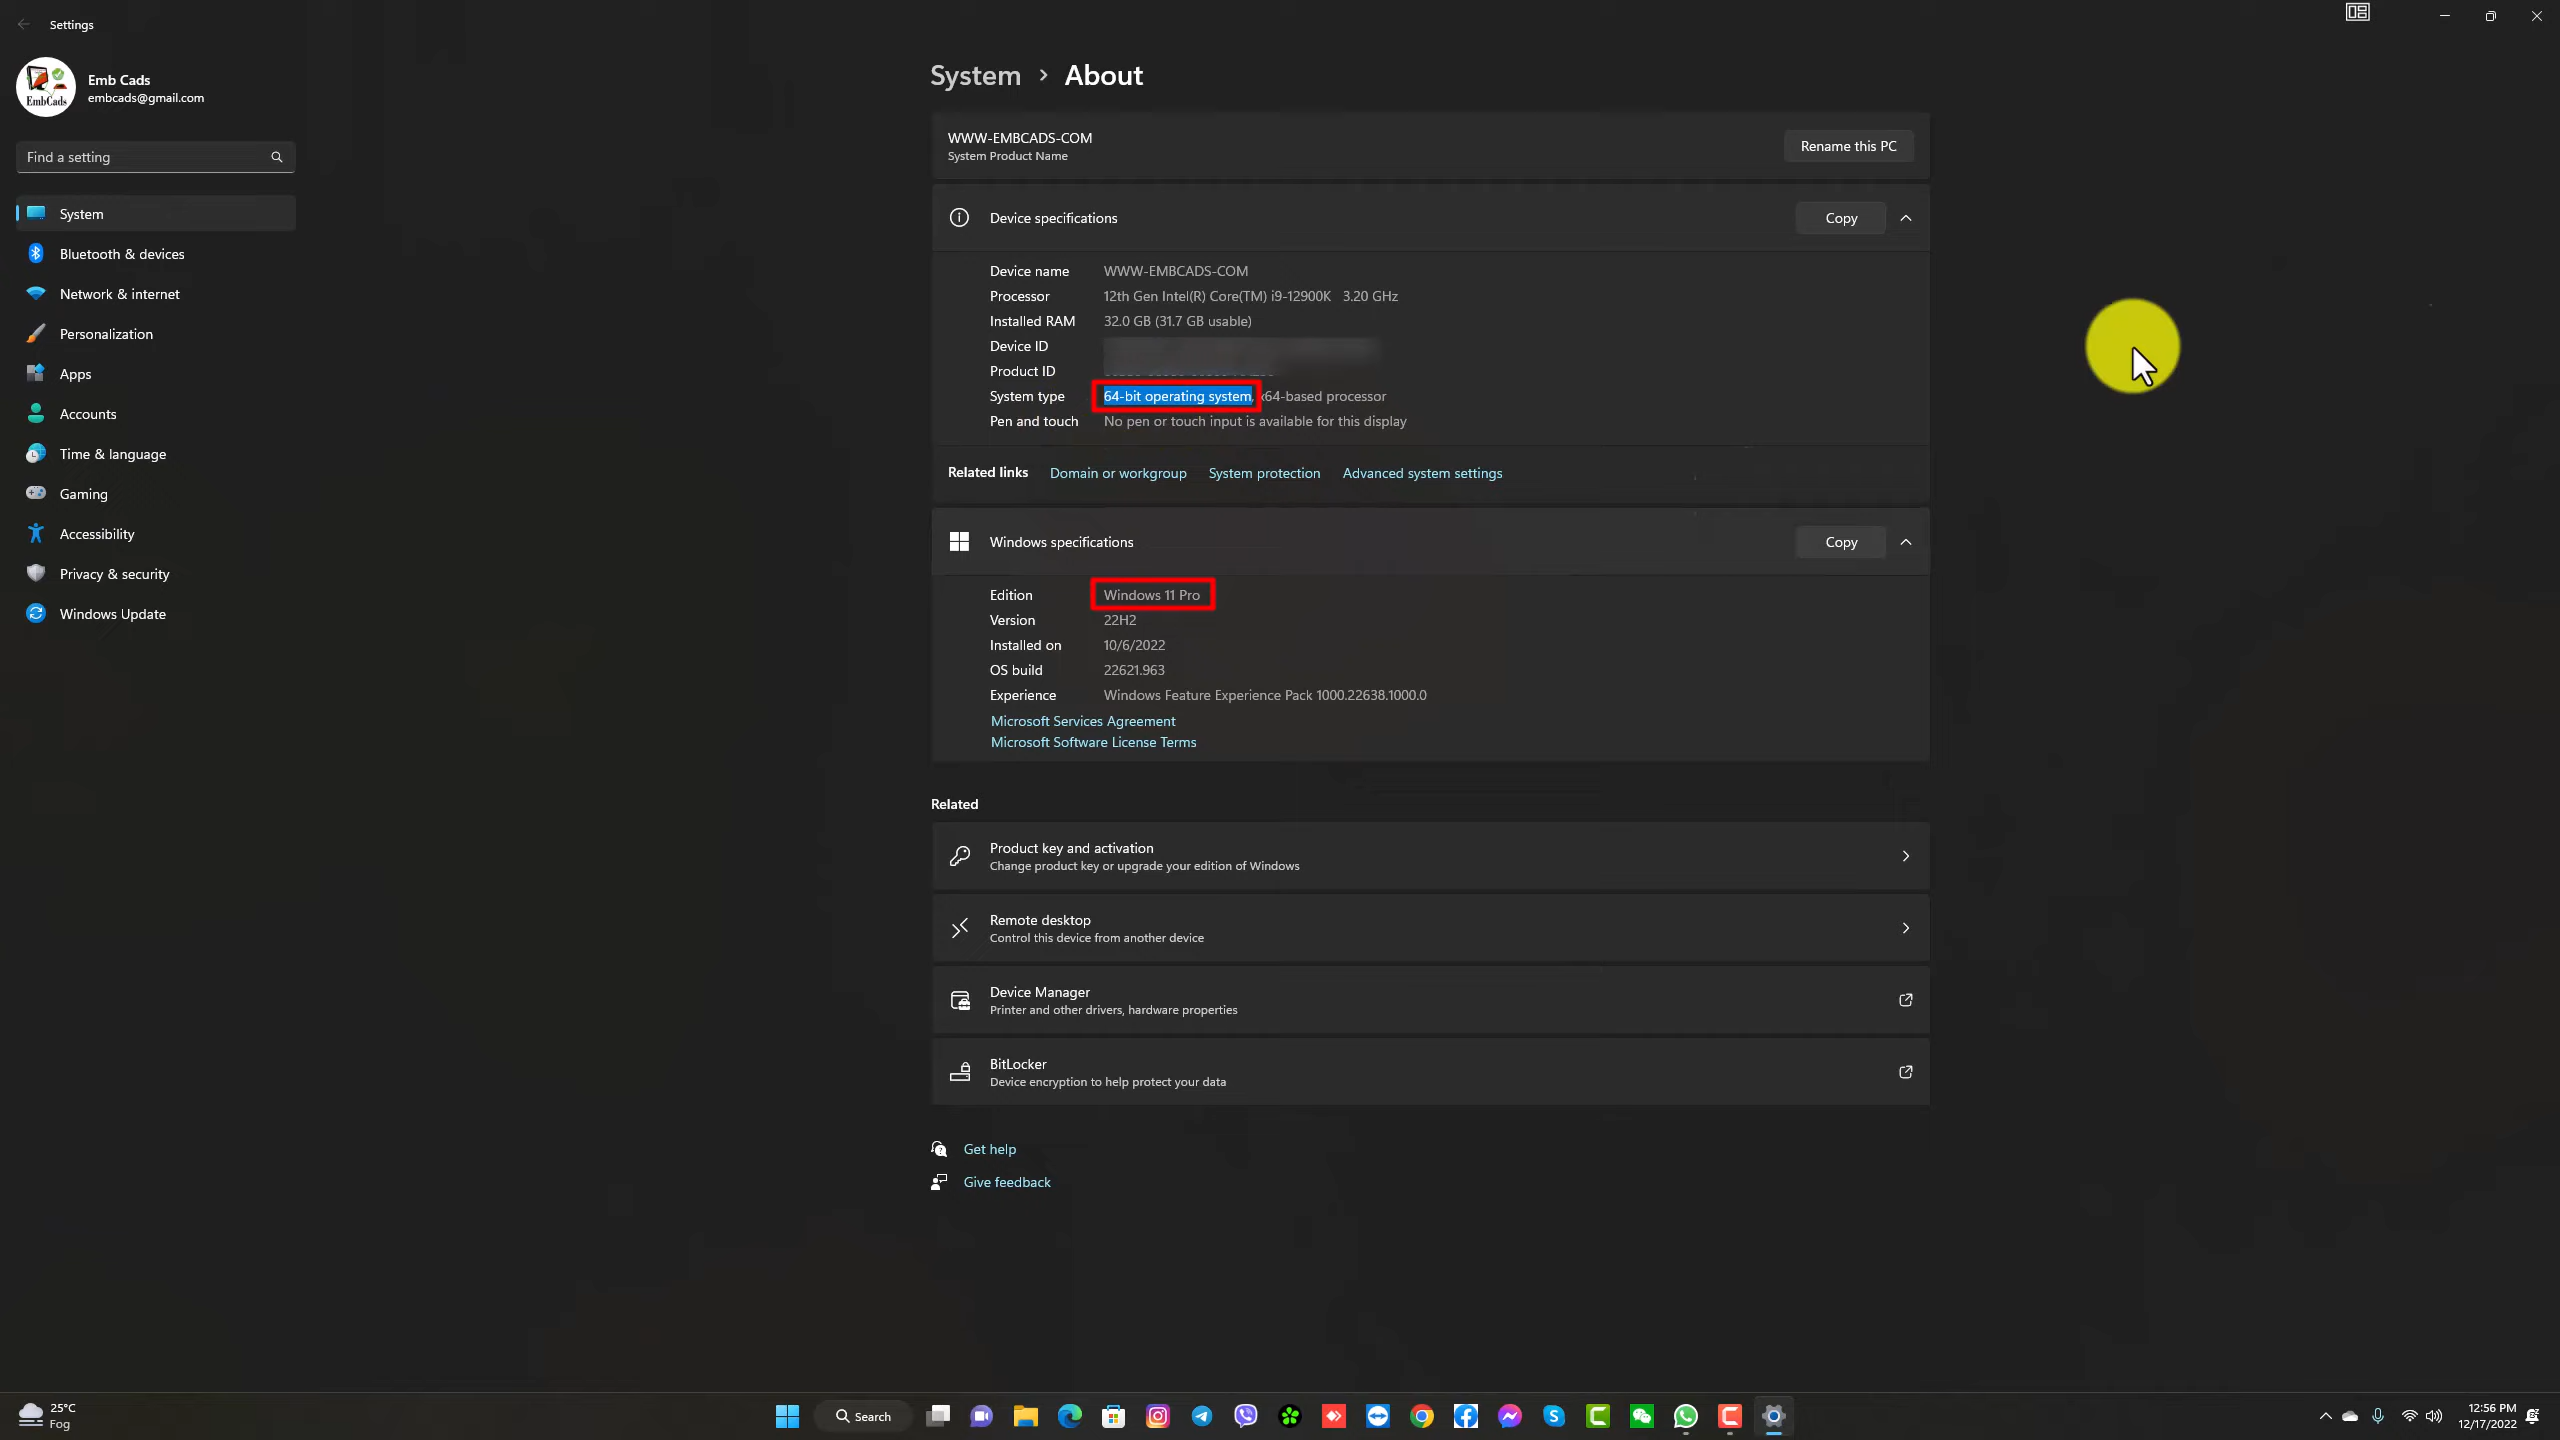 Settings
Emb Cads
embcads@gmail.com
EmbCads
Find a setting
System
Bluetooth & devices
Network & internet
Personalization
Apps
Accounts
Time & language
Gaming
Accessibility
Privacy & security
Windows Update
System > About
WWW-EMBCADS-COM
System Product Name
Rename this PC
Device specifications
Copy
Device name WWW-EMBCADS-COM
Processor 12th Gen Intel(R) Core(TM) i9-12900K 3.20 GHz
Installed RAM 32.0 GB (31.7 GB usable)
Device ID
Product ID
System type 64-bit operating system, x64-based processor
Pen and touch No pen or touch input is available for this display
Related links Domain or workgroup System protection Advanced system settings
Windows specifications
Copy
Edition Windows 11 Pro
Version 22H2
Installed on 10/6/2022
OS build 22621.963
Experience Windows Feature Experience Pack 1000.22638.1000.0
Microsoft Services Agreement
Microsoft Software License Terms
Related
Product key and activation
Change product key or upgrade your edition of Windows
Remote desktop
Control this device from another device
Device Manager
Printer and other drivers, hardware properties
BitLocker
Device encryption to help protect your data
Get help
Give feedback
25°C
Fog
Search
12:56 PM
12/17/2022